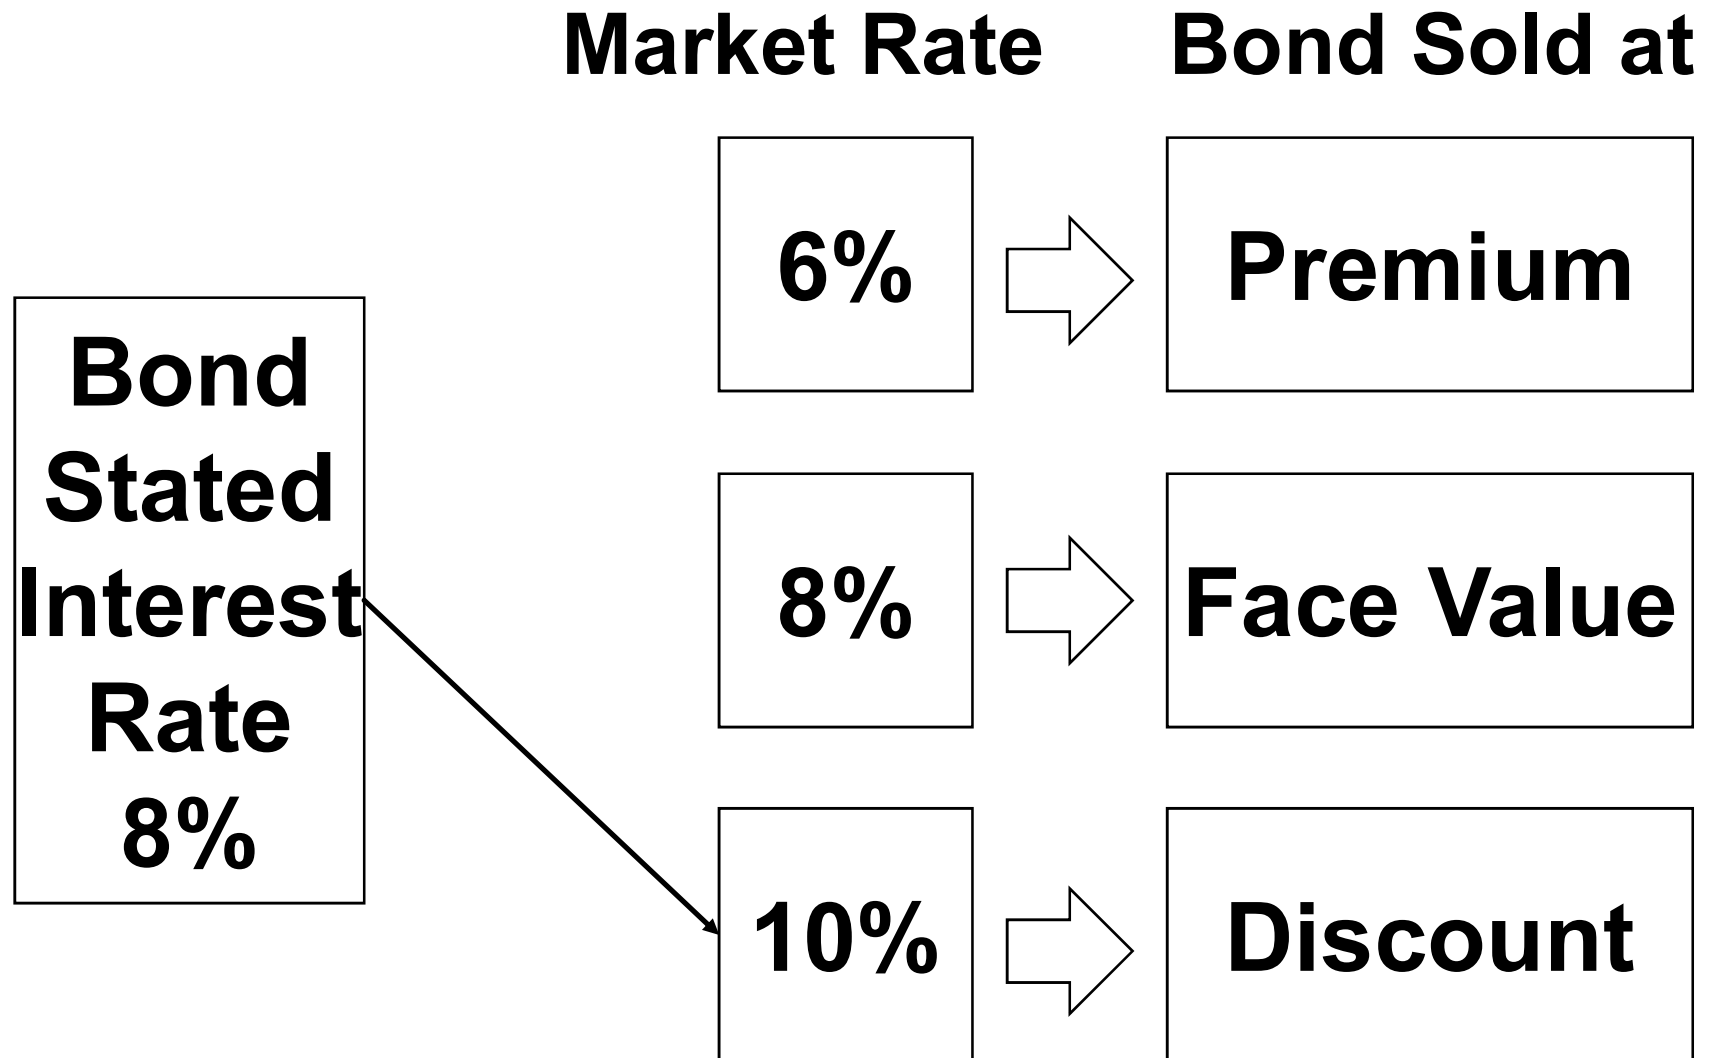 Market Rate
Bond Sold at
6%
Premium
Bond
Stated
Interest
Rate
8%
8%
Face Value
10%
Discount